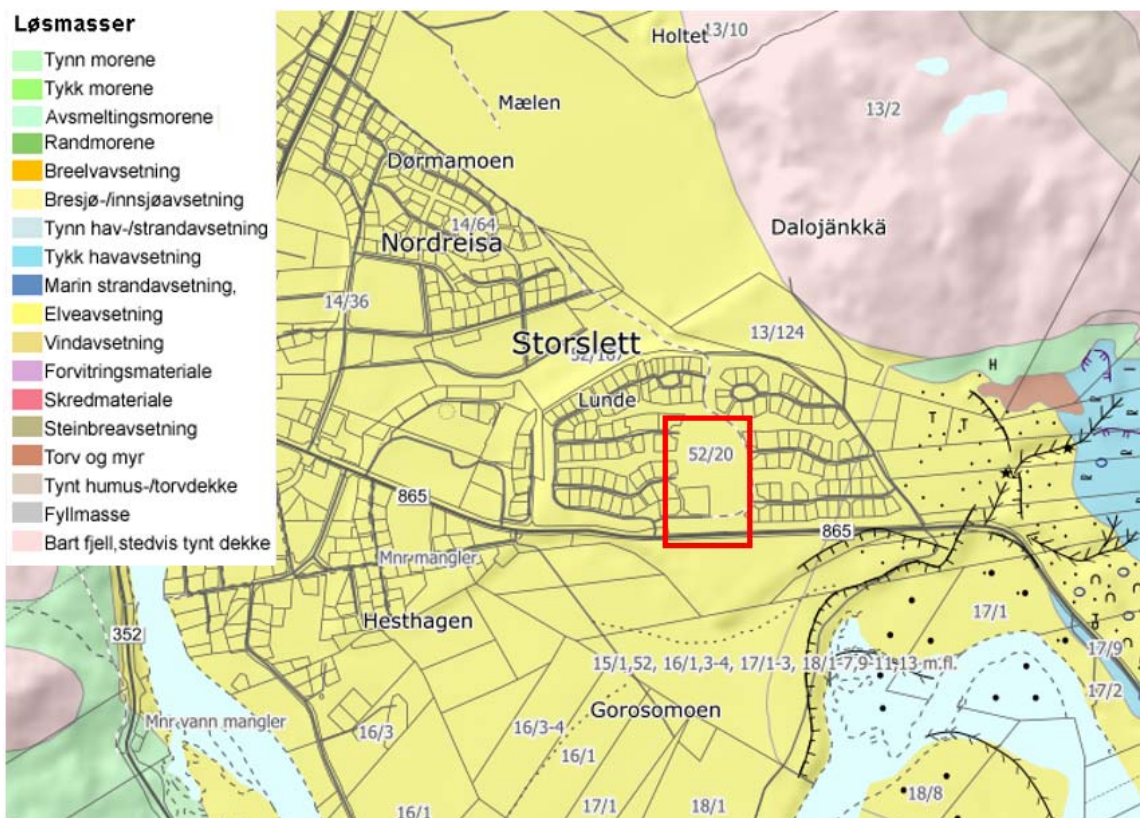 Løsmasser
Tynn morene
Tykk morene
Avsmeltingsmorene
Randmorene
Breelvavsetning
Bresjø-/innsjøavsetning
Tynn hav-/strandavsetning
Tykk havavsetning
Marin strandavsetning,
Elveavsetning
Vindavsetning
Forvitringsmateriale
Skredmateriale
Steinbreavsetning
Torv og myr
Tynt humus-/torvdekke
Fyllmasse
Bart fjell,stedvis tynt dekke
13/10
Holtet
Mælen
13/2
Dørmamoen
14/64
Dalojänkkä
Nordreisa
14/36
13/124
Storslett
H
Lunde
T
T
52/20
865
865
Mnr mangler
17/1
Hesthagen
352
15/1,52, 16/1,3-4, 17/1-3, 18/1-7,9-11,13 m.fl.
17/9
17/2
Gorosomoen
Mnr vann mangler
16/3
16/3-4
16/1
18/8
16/1
17/1
18/1